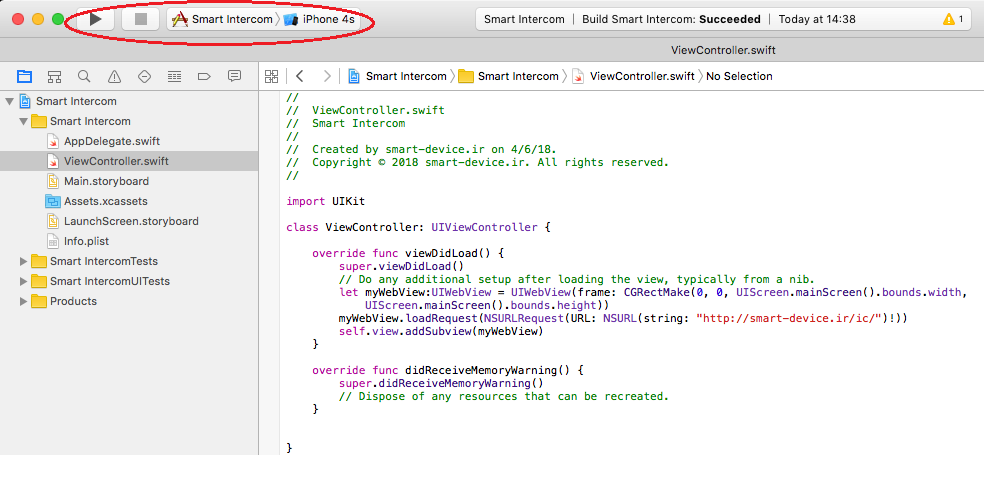 Smart Intercom iPhone 4s
Smart Intercom | Build Smart Intercom: Succeeded | Today at 14:38
1
ViewController.swift
Smart Intercom Smart Intercom ViewController.swift No Selection
Smart Intercom
Smart Intercom
AppDelegate.swift
ViewController.swift
Main.storyboard
Assets.xcassets
LaunchScreen.storyboard
Info.plist
Smart IntercomTests
Smart IntercomUITests
Products
//
//  ViewController.swift
//  Smart Intercom
//
//  Created by smart-device.ir on 4/6/18.
//  Copyright © 2018 smart-device.ir. All rights reserved.
//
import UIKit
class ViewController: UIViewController {
override func viewDidLoad() {
super.viewDidLoad()
// Do any additional setup after loading the view, typically from a nib.
let myWebView:UIWebView = UIWebView(frame: CGRectMake(0, 0, UIScreen.mainScreen().bounds.width,
UIScreen.mainScreen().bounds.height))
myWebView.loadRequest(NSURLRequest(URL: NSURL(string: "http://smart-device.ir/ic/")!))
self.view.addSubview(myWebView)
}
override func didReceiveMemoryWarning() {
super.didReceiveMemoryWarning()
// Dispose of any resources that can be recreated.
}
}